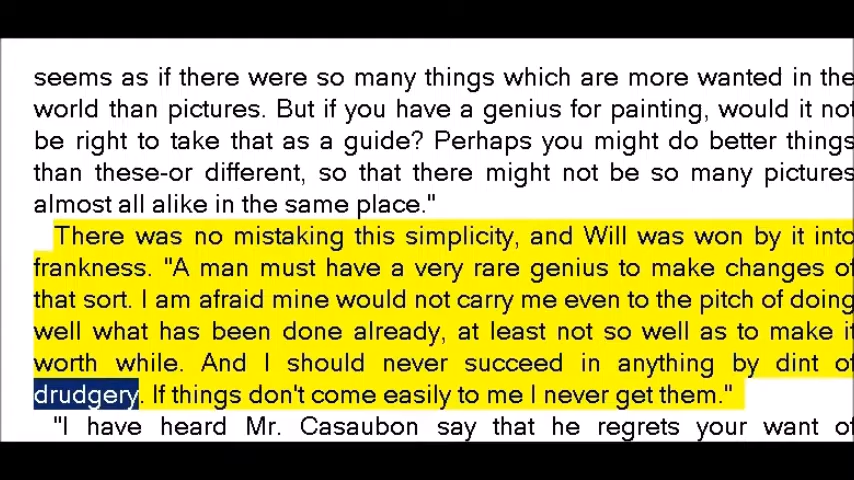 seems as if there were so many things which are more wanted in the
world than pictures. But if you have a genius for painting, would it not
be right to take that as a guide? Perhaps you might do better things
than these-or different, so that there might not be so many pictures
almost all alike in the same place."
There was no mistaking this simplicity, and Will was won by it into
frankness. "A man must have a very rare genius to make changes of
that sort. I am afraid mine would not carry me even to the pitch of doing
well what has been done already, at least not so well as to make it
worth while. And I should never succeed in anything by dint of
drudgery. If things don't come easily to me I never get them."
"I have heard Mr. Casaubon say that he regrets your want of